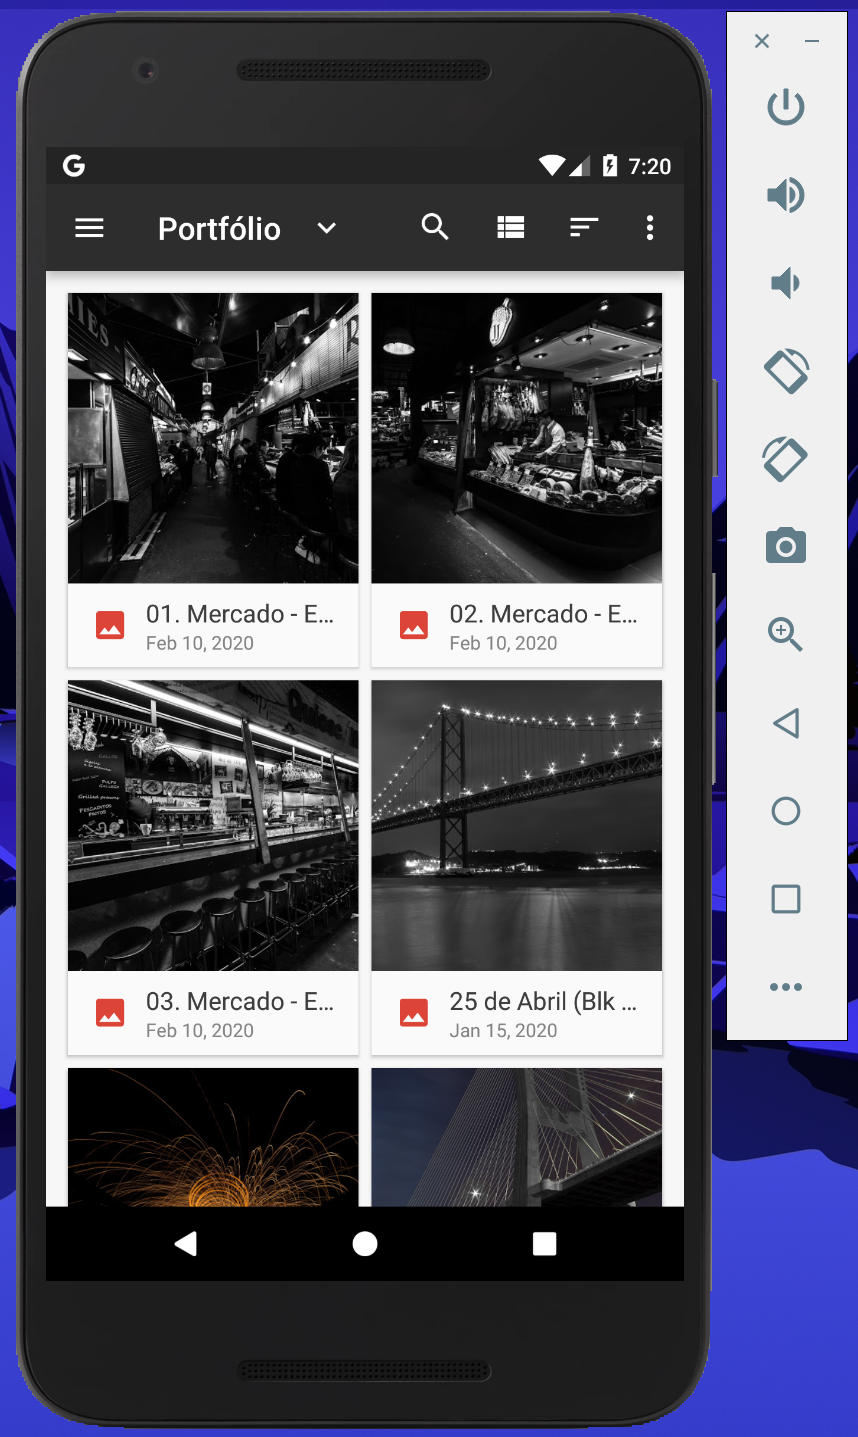 G
7:20
Portfólio
01. Mercado - E...
Feb 10, 2020
02. Mercado - E...
Feb 10, 2020
03. Mercado - E...
Feb 10, 2020
25 de Abril (Blk ...
Jan 15, 2020